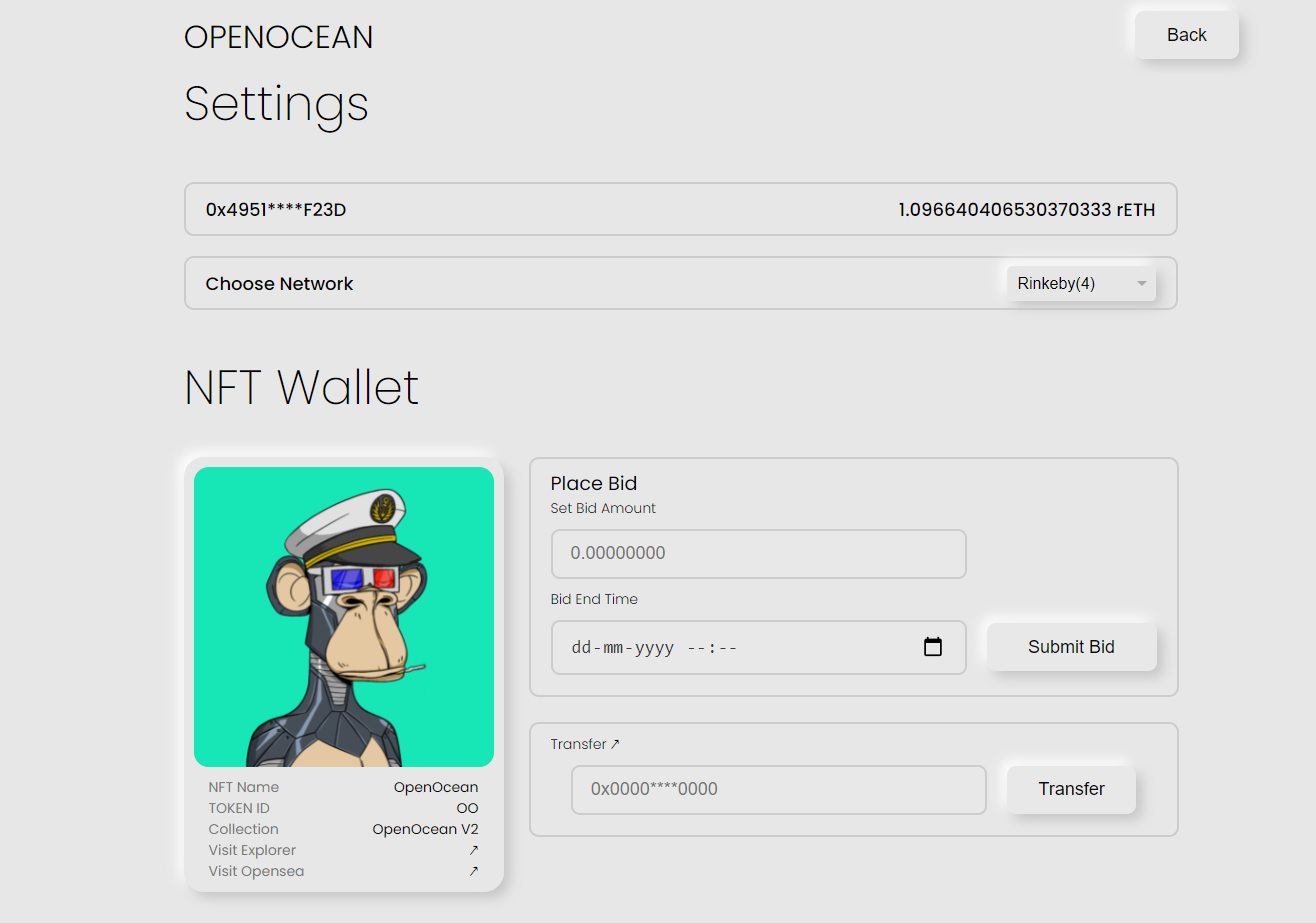 OPENOCEAN
Back
Settings
0x4951****F23D 1.096640406530370333 rETH
Choose Network Rinkeby(4)
NFT Wallet
Place Bid
Set Bid Amount
0.00000000
Bid End Time
dd-mm-yyyy --:--
Submit Bid
Transfer ↗
0x0000****0000
Transfer
NFT Name OpenOcean
TOKEN ID OO
Collection OpenOcean V2
Visit Explorer ↗
Visit Opensea ↗